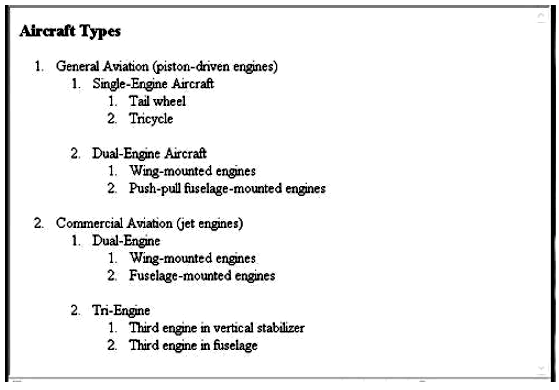 Aircraft Types
1. General Aviation (piston-driven engines)
1. Single-Engine Aircraft
1. Tail wheel
2. Tricycle
2. Dual-Engine Aircraft
1. Wing-mounted engines
2. Push-pull fuselage-mounted engines
2. Commercial Aviation (jet engines)
1. Dual-Engine
1. Wing-mounted engines
2. Fuselage-mounted engines
2. Tri-Engine
1. Third engine in vertical stabilizer
2. Third engine in fuselage